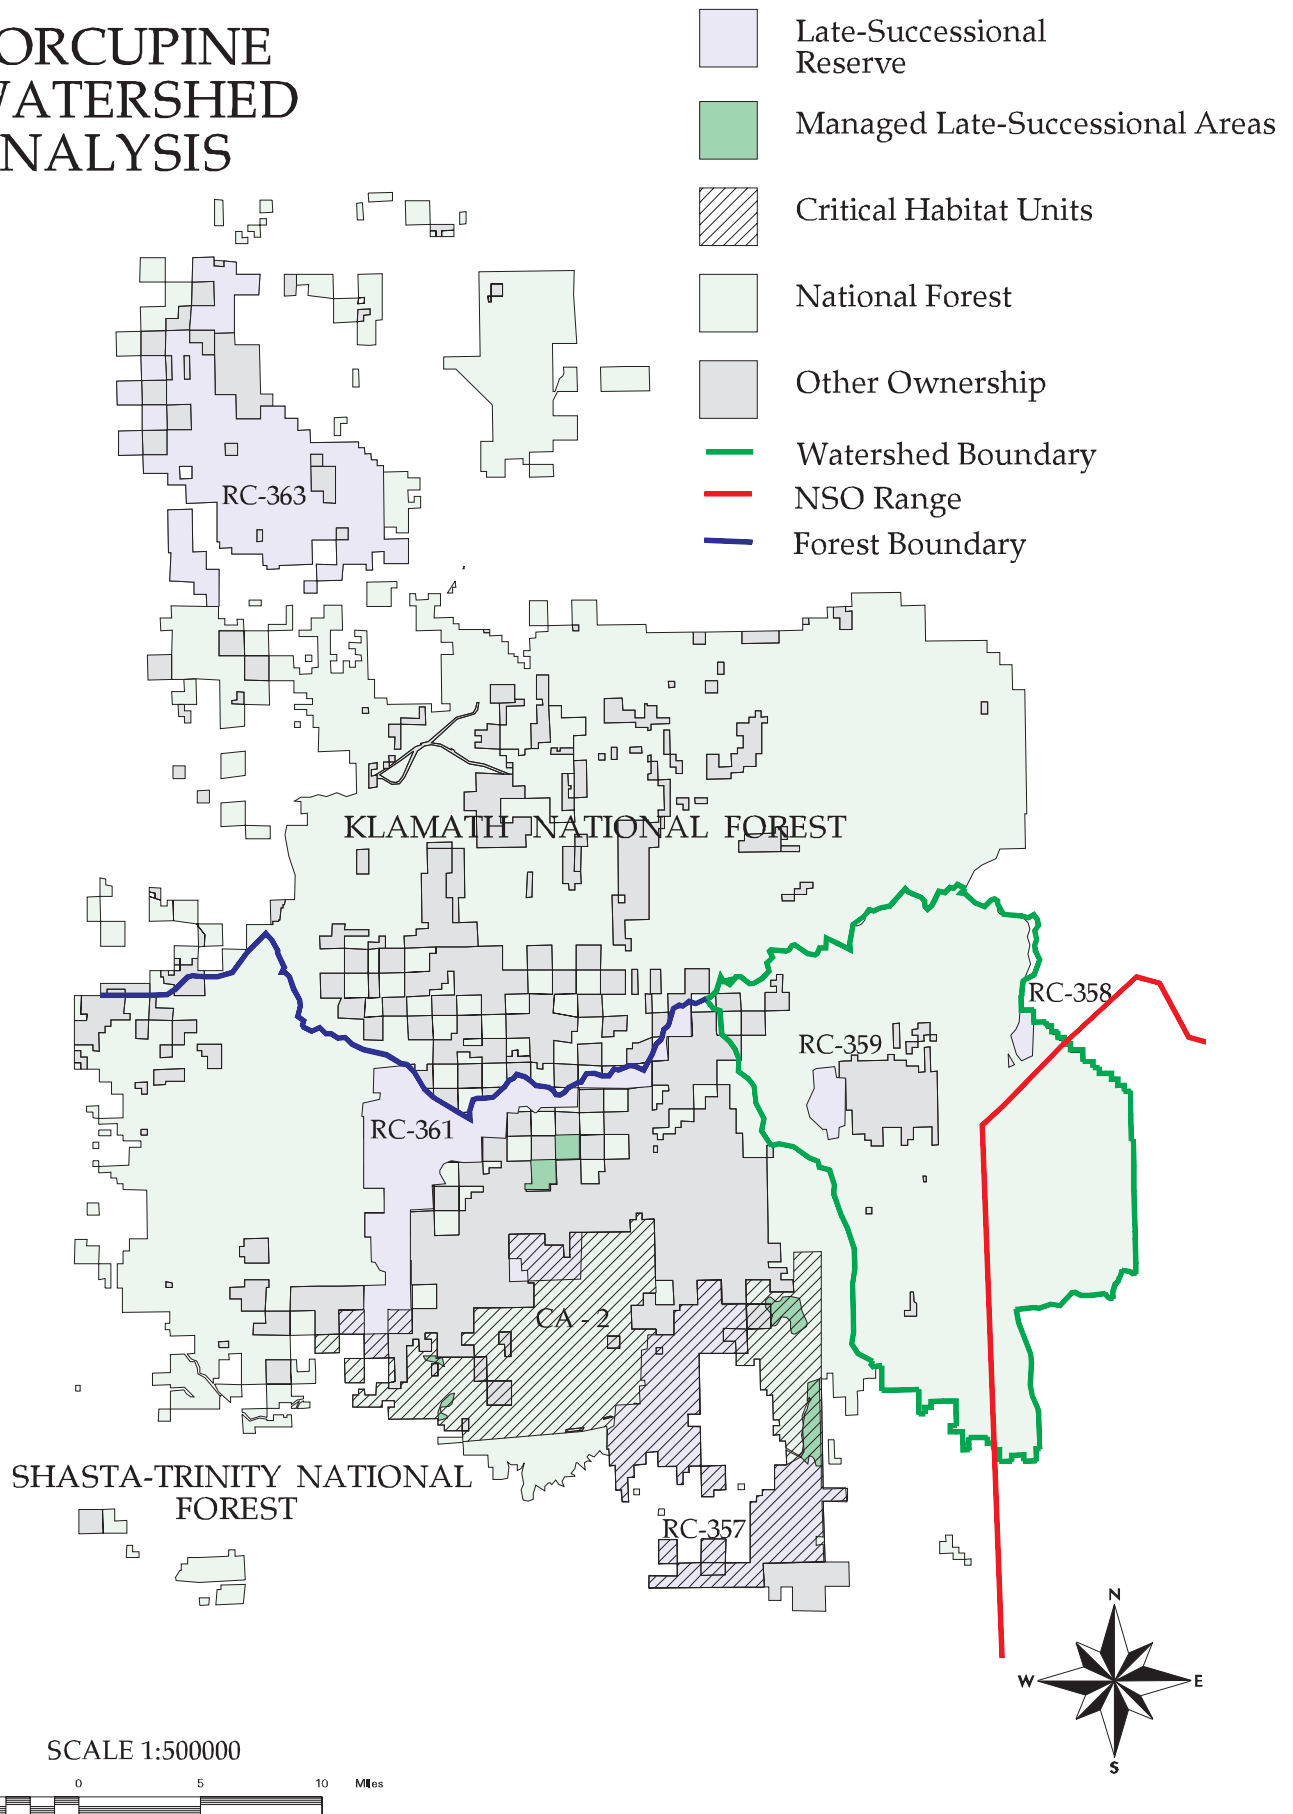 ORCUPINE
WATERSHED
NALYSIS
Late-Successional
Reserve
Managed Late-Successional Areas
Critical Habitat Units
National Forest
Other Ownership
Watershed Boundary
NSO Range
Forest Boundary
RC-363
KLAMATH NATIONAL FOREST
RC-358
RC-359
RC-361
CA - 2
SHASTA-TRINITY NATIONAL
FOREST
RC-357
N
W
E
S
SCALE 1:500000
0 5 10 Miles